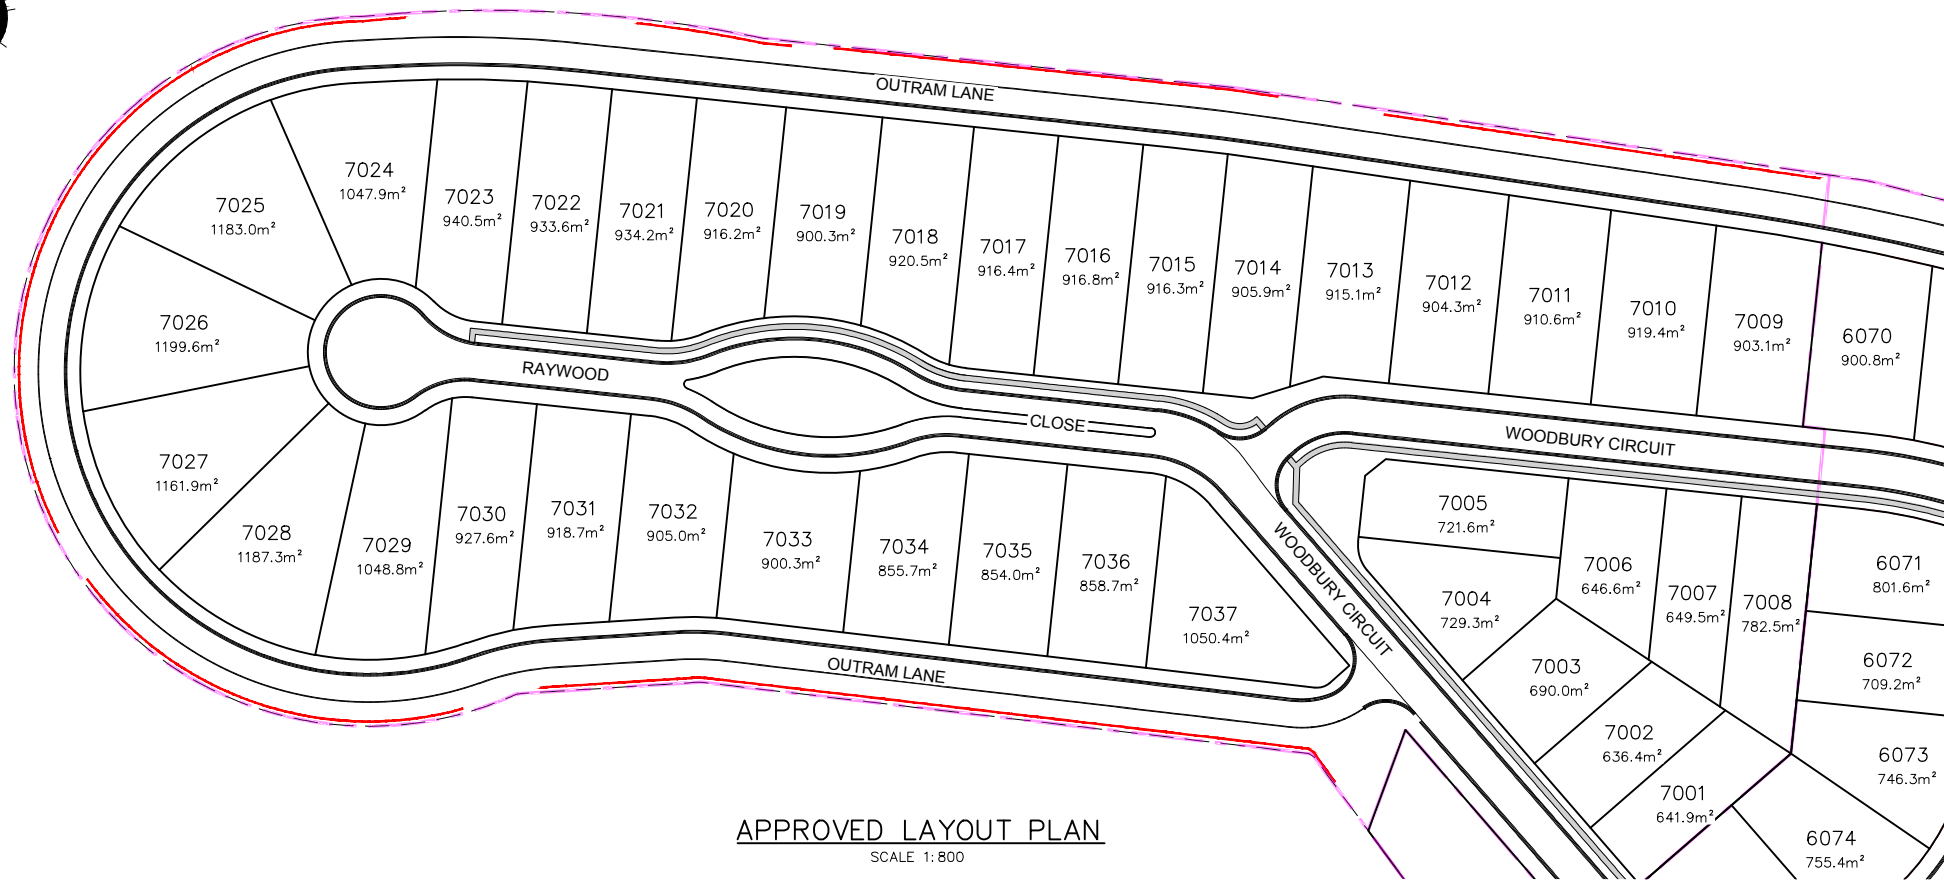 OUTRAM LANE
7024
1047.9m²
7025
1183.0m²
7023
940.5m²
7022
933.6m²
7021
934.2m²
7020
916.2m²
7019
900.3m²
7018
920.5m²
7017
916.4m²
7016
916.8m²
7015
916.3m²
7014
905.9m²
7013
915.1m²
7012
904.3m²
7011
910.6m²
7010
919.4m²
7009
903.1m²
6070
900.8m²
7026
1199.6m²
RAYWOOD
CLOSE
WOODBURY CIRCUIT
7027
1161.9m²
7028
1187.3m²
7029
1048.8m²
7030
927.6m²
7031
918.7m²
7032
905.0m²
7033
900.3m²
7034
855.7m²
7035
854.0m²
7036
858.7m²
7037
1050.4m²
WOODBURY CIRCUIT
7005
721.6m²
7004
729.3m²
7006
646.6m²
7007
649.5m²
7008
782.5m²
6071
801.6m²
6072
709.2m²
7003
690.0m²
7002
636.4m²
7001
641.9m²
6073
746.3m²
6074
755.4m²
OUTRAM LANE
APPROVED LAYOUT PLAN
SCALE 1:800